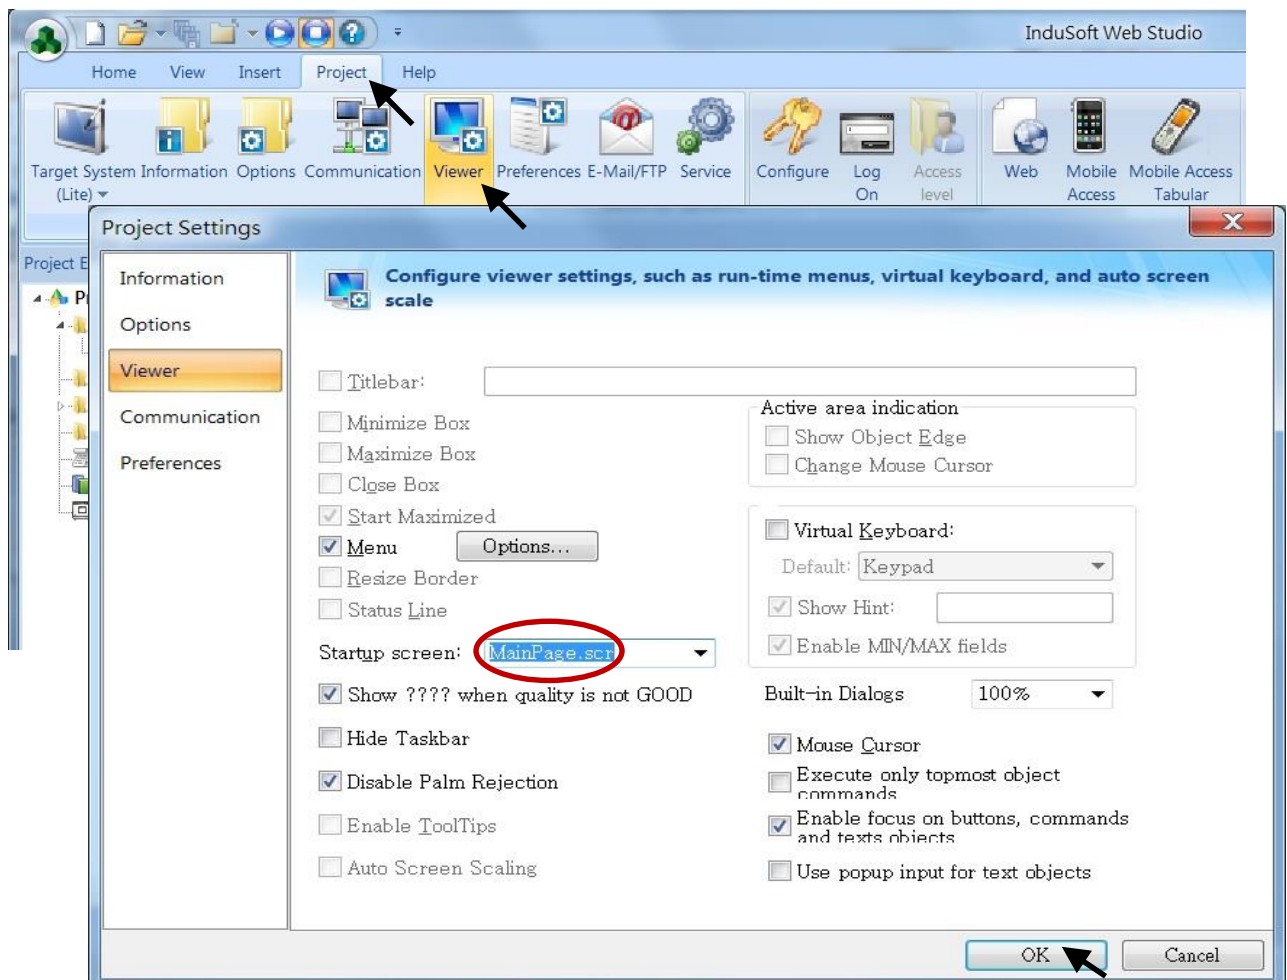 InduSoft Web Studio
Home View Insert Project Help
Target System (Lite) Information Options Communication Viewer Preferences E-Mail/FTP Service Configure Log On Access level Web Mobile Access Mobile Access Tabular
Project Settings
Project E
P
Information
Options
Viewer
Communication
Preferences
Configure viewer settings, such as run-time menus, virtual keyboard, and auto screen
scale
Titlebar:
Minimize Box
Maximize Box
Close Box
Start Maximized
Menu
Options...
Resize Border
Status Line
Startup screen: MainPage.scr
Show ???? when quality is not GOOD
Hide Taskbar
Disable Palm Rejection
Enable ToolTips
Auto Screen Scaling
Active area indication
Show Object Edge
Change Mouse Cursor
Virtual Keyboard:
Default: Keypad
Show Hint:
Enable MIN/MAX fields
Built-in Dialogs 100%
Mouse Cursor
Execute only topmost object
commands
Enable focus on buttons, commands
and texts objects
Use popup input for text objects
OK Cancel